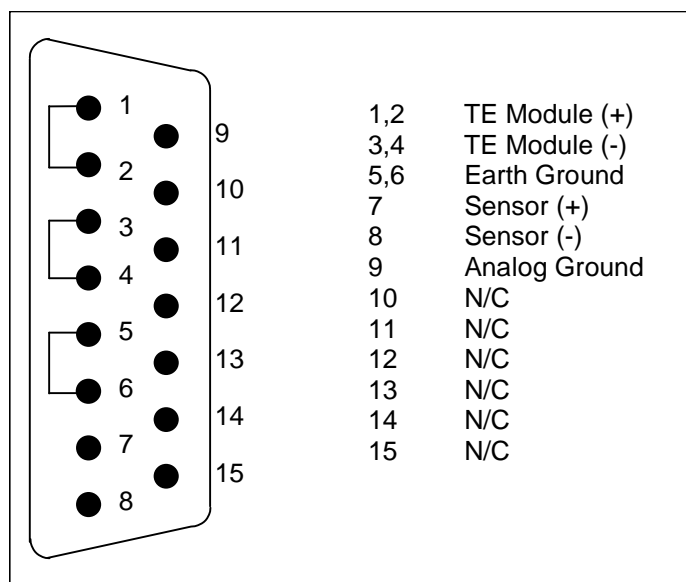 1
9
2
10
3
11
4
12
5
13
6
14
7
15
8
1,2 TE Module (+)
3,4 TE Module (-)
5,6 Earth Ground
7 Sensor (+)
8 Sensor (-)
9 Analog Ground
10 N/C
11 N/C
12 N/C
13 N/C
14 N/C
15 N/C